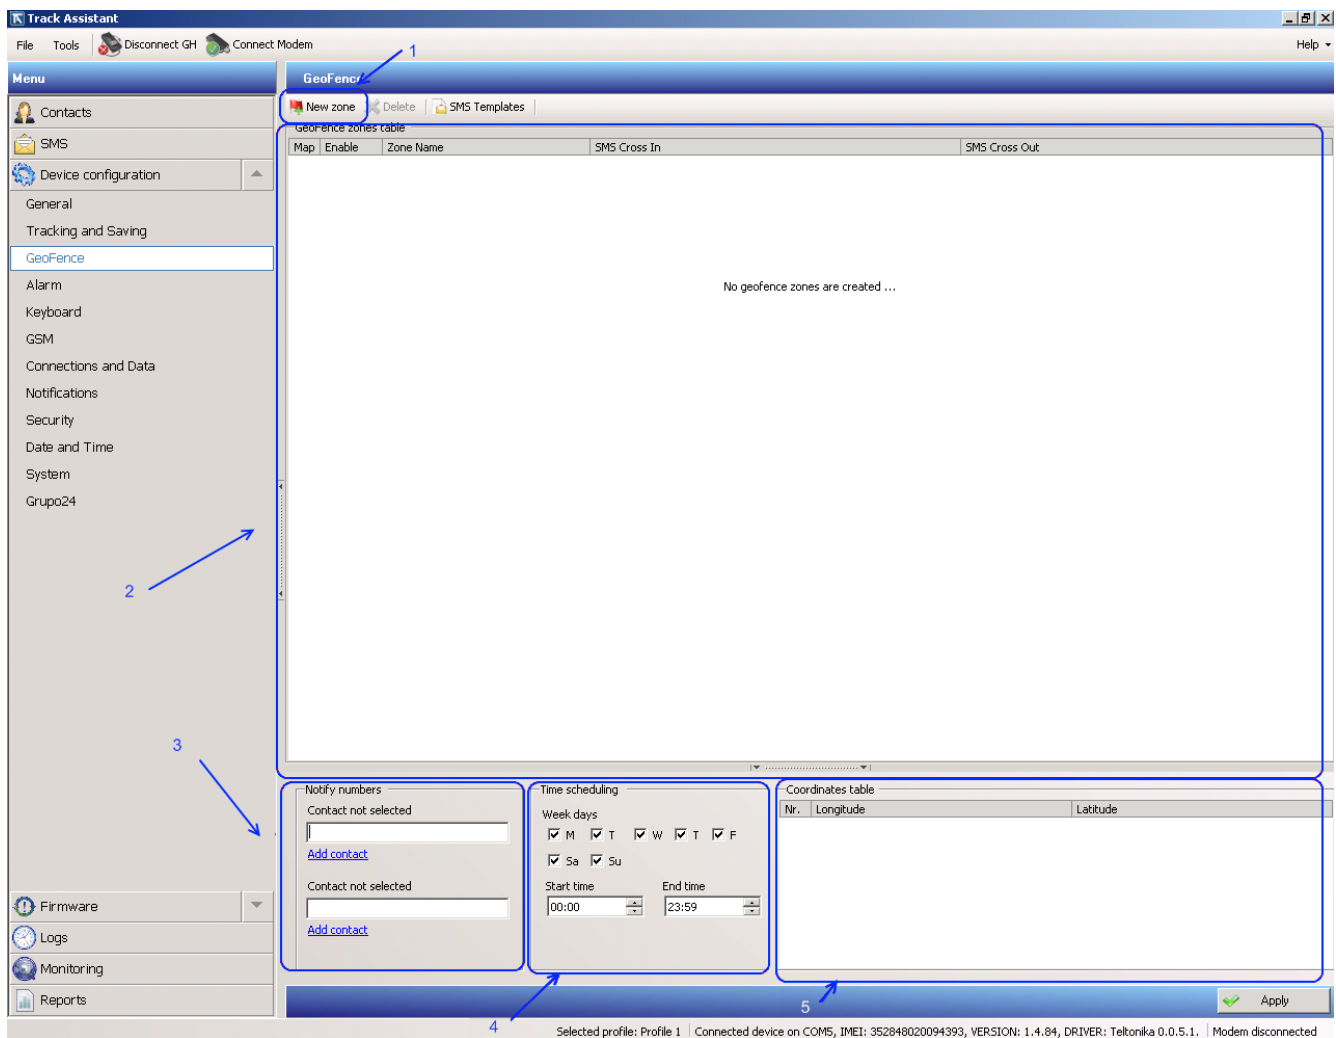 Track Assistant
File Tools Disconnect GH Connect Modem Help
1
Menu
GeoFence
New zone Delete SMS Templates
GeoFence zones table
Map Enable Zone Name SMS Cross In SMS Cross Out
No geofence zones are created ...
Contacts
SMS
Device configuration
General
Tracking and Saving
GeoFence
Alarm
Keyboard
GSM
Connections and Data
Notifications
Security
Date and Time
System
Grupo24
2
3
Firmware
Logs
Monitoring
Reports
Notify numbers
Contact not selected
Add contact
Contact not selected
Add contact
Time scheduling
Week days
M T W T F
Sa Su
Start time End time
00:00 23:59
Coordinates table
Nr. Longitude Latitude
4
5
Apply
Selected profile: Profile 1 Connected device on COM5, IMEI: 352848020094393, VERSION: 1.4.84, DRIVER: Teltonika 0.0.5.1. Modem disconnected